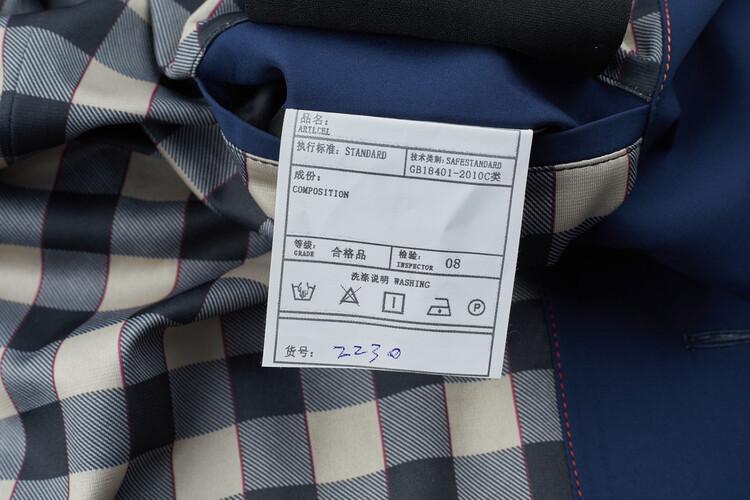 品名：
ARTLCEL
执行标准：STANDARD
技术类别：SAFESTANDARD
GB18401-2010C类
成份：
COMPOSITION
等级：
GRADE
合格品
检验：
INSPECTOR
08
洗涤说明 WASHING
P
货号：2230